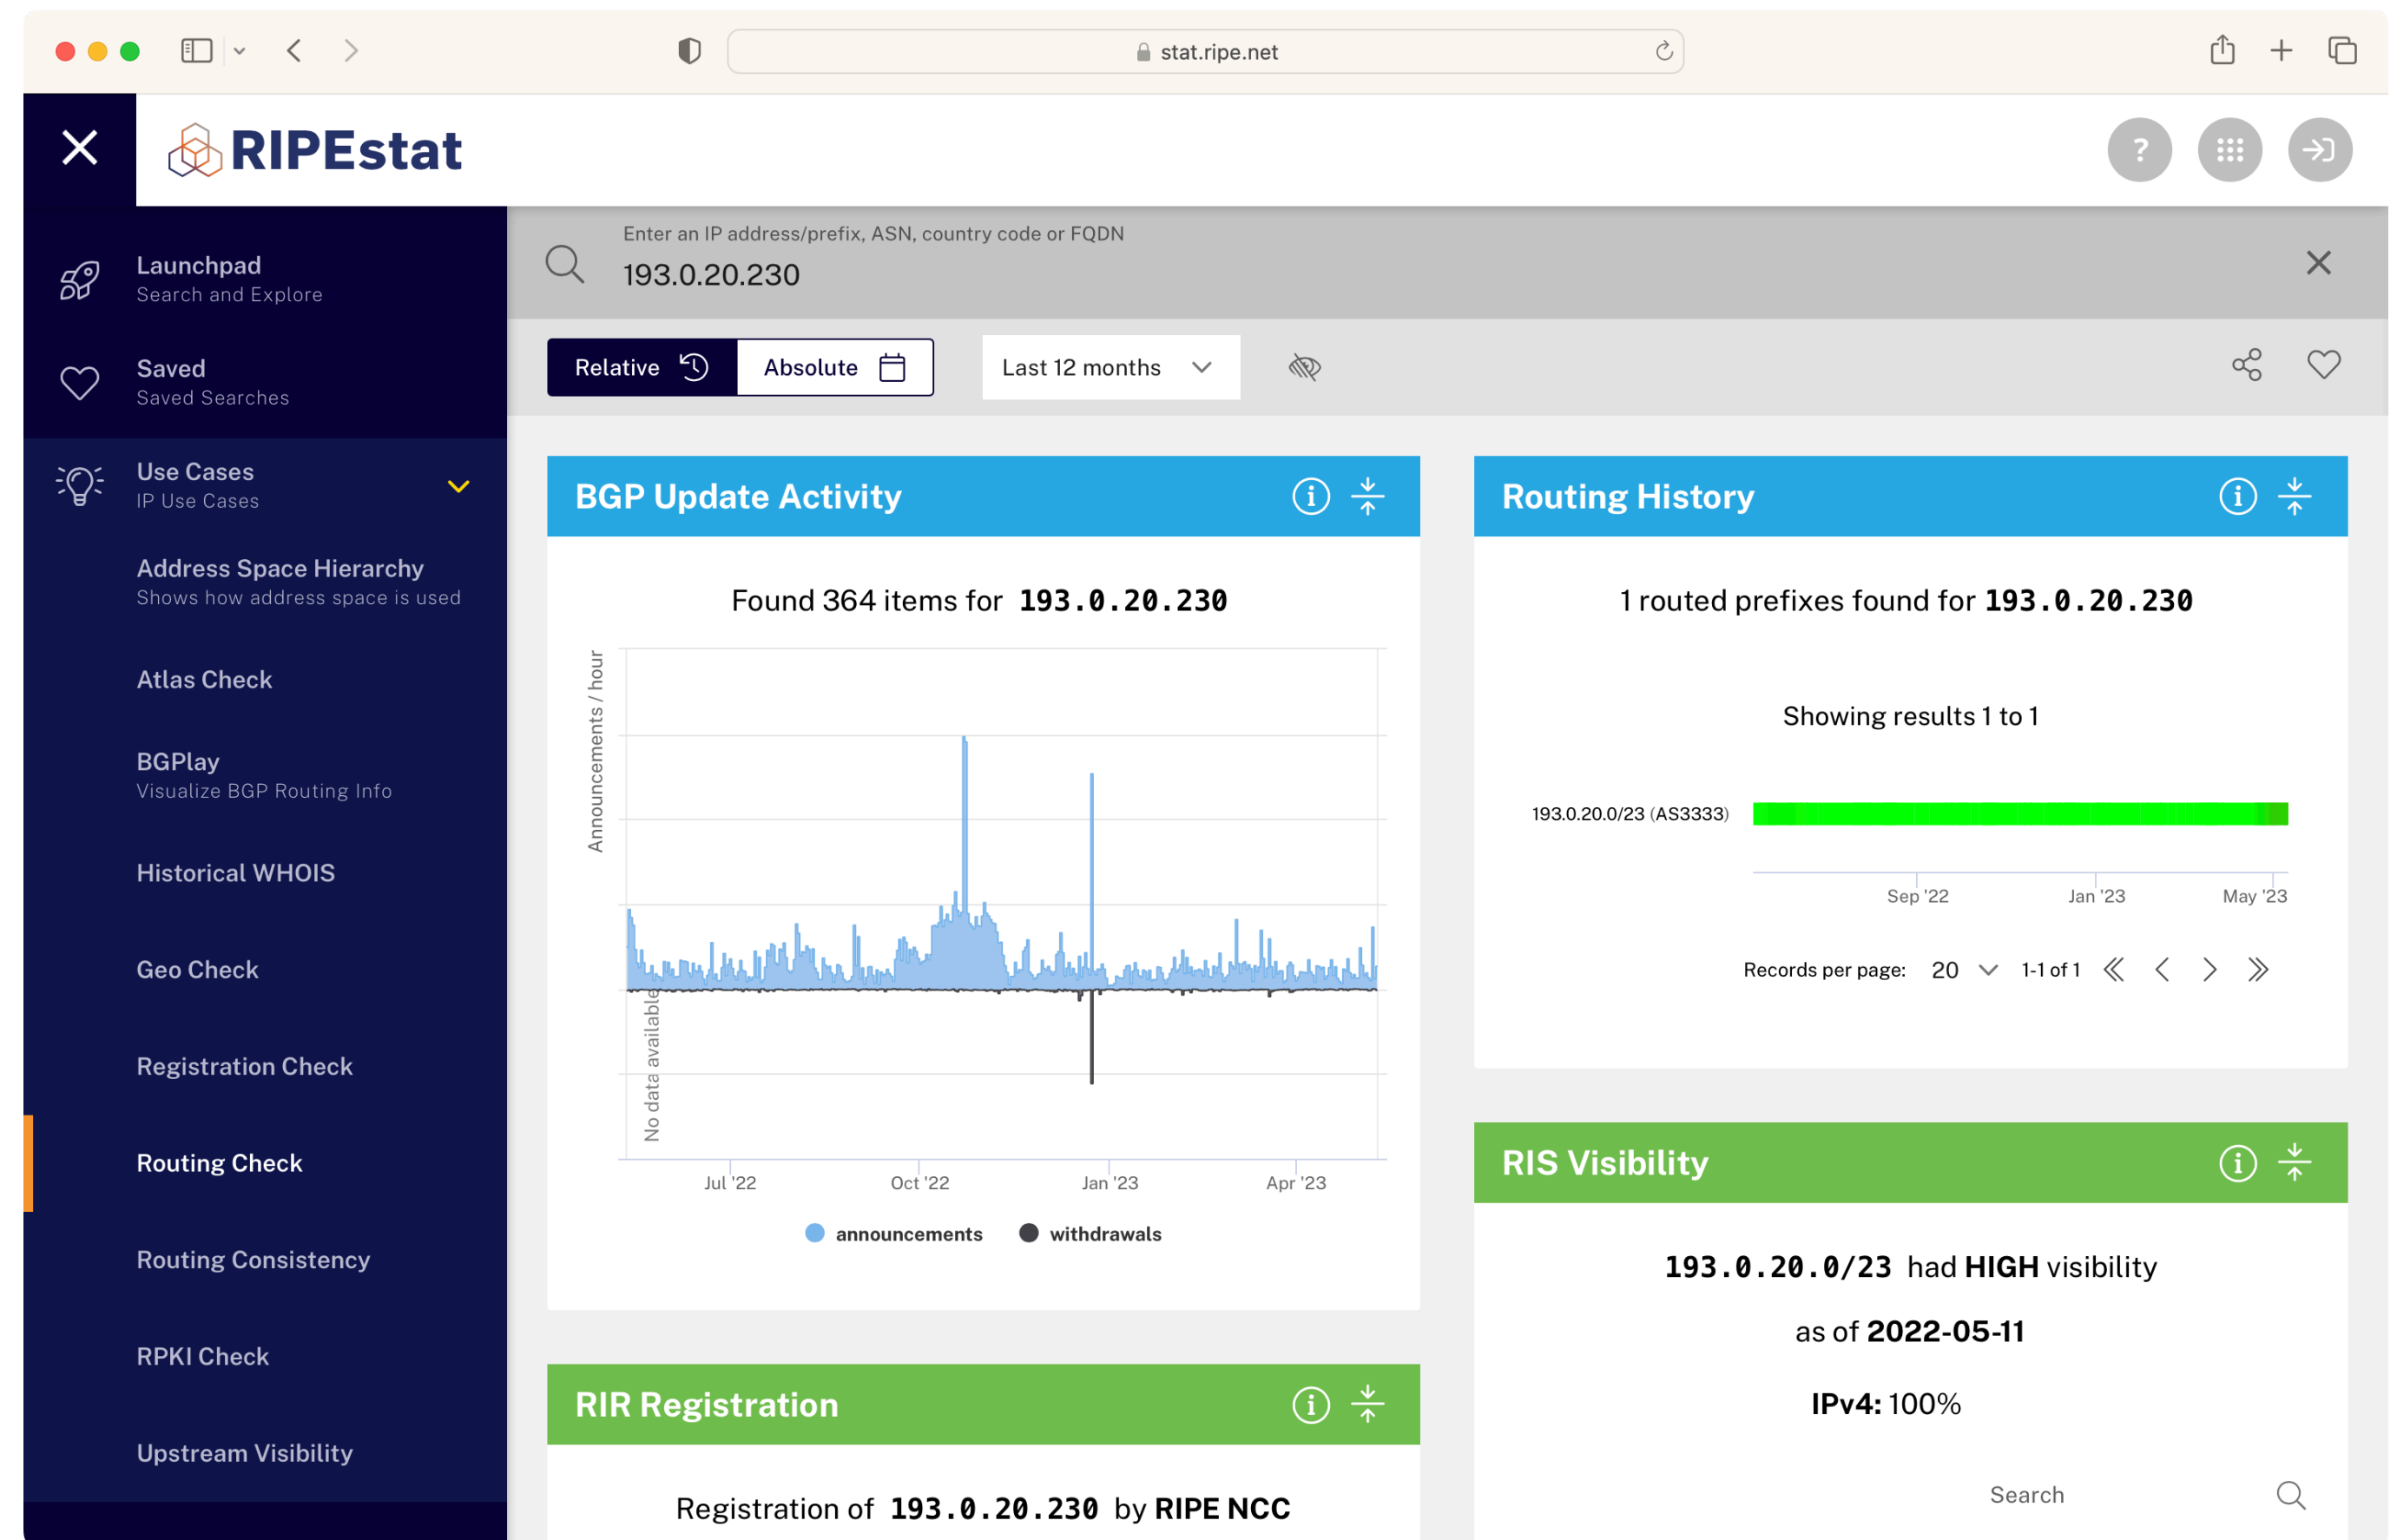 stat.ripe.net
RIPEstat
?
Launchpad
Search and Explore
Saved
Saved Searches
Use Cases
IP Use Cases
Address Space Hierarchy
Shows how address space is used
Atlas Check
BGPlay
Visualize BGP Routing Info
Historical WHOIS
Geo Check
Registration Check
Routing Check
Routing Consistency
RPKI Check
Upstream Visibility
Enter an IP address/prefix, ASN, country code or FQDN
193.0.20.230
Relative
Absolute
Last 12 months
BGP Update Activity
Found 364 items for 193.0.20.230
Announcements / hour
No data available
Jul '22 Oct '22 Jan '23 Apr '23
announcements withdrawals
RIR Registration
Registration of 193.0.20.230 by RIPE NCC
Routing History
1 routed prefixes found for 193.0.20.230
Showing results 1 to 1
193.0.20.0/23 (AS3333)
Sep '22 Jan '23 May '23
Records per page: 20 1-1 of 1
RIS Visibility
193.0.20.0/23 had HIGH visibility
as of 2022-05-11
IPv4: 100%
Search